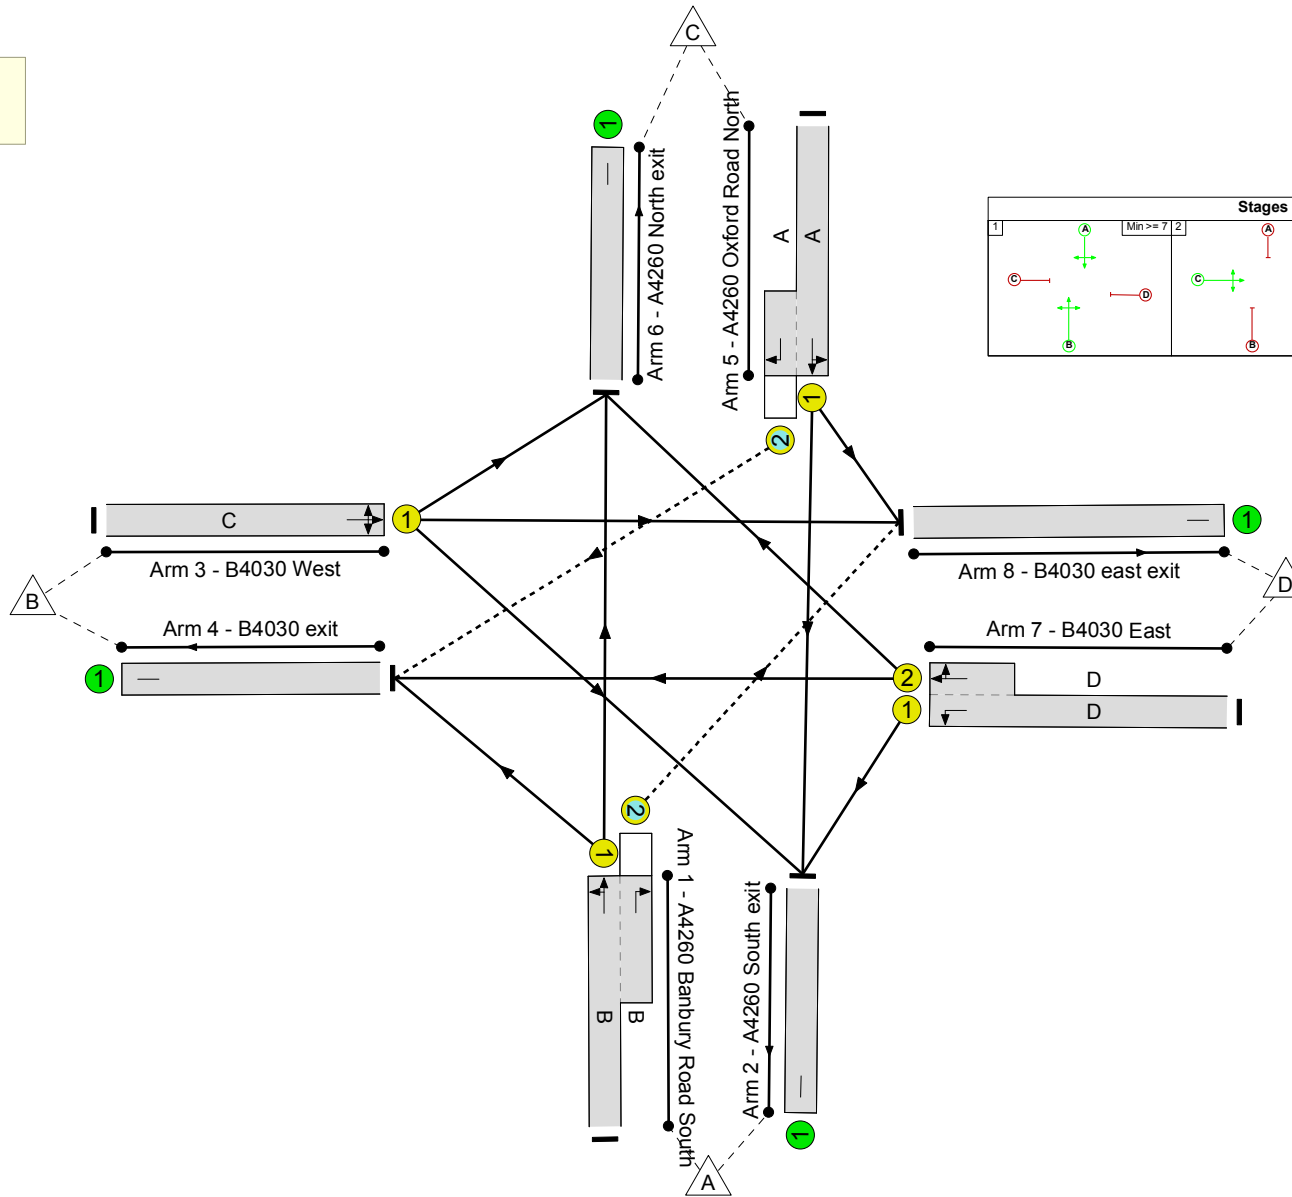 C
1
Arm 6 - A4260 North exit
Arm 5 - A4260 Oxford Road North
A
A
1
2
Stages
1
Min >= 7
2
A
C
D
B
A
C
B
C
1
Arm 3 - B4030 West
B
Arm 4 - B4030 exit
1
1
Arm 8 - B4030 east exit
D
Arm 7 - B4030 East
2
D
1
D
2
1
Arm 1 - A4260 Banbury Road South
B
B
Arm 2 - A4260 South exit
1
A